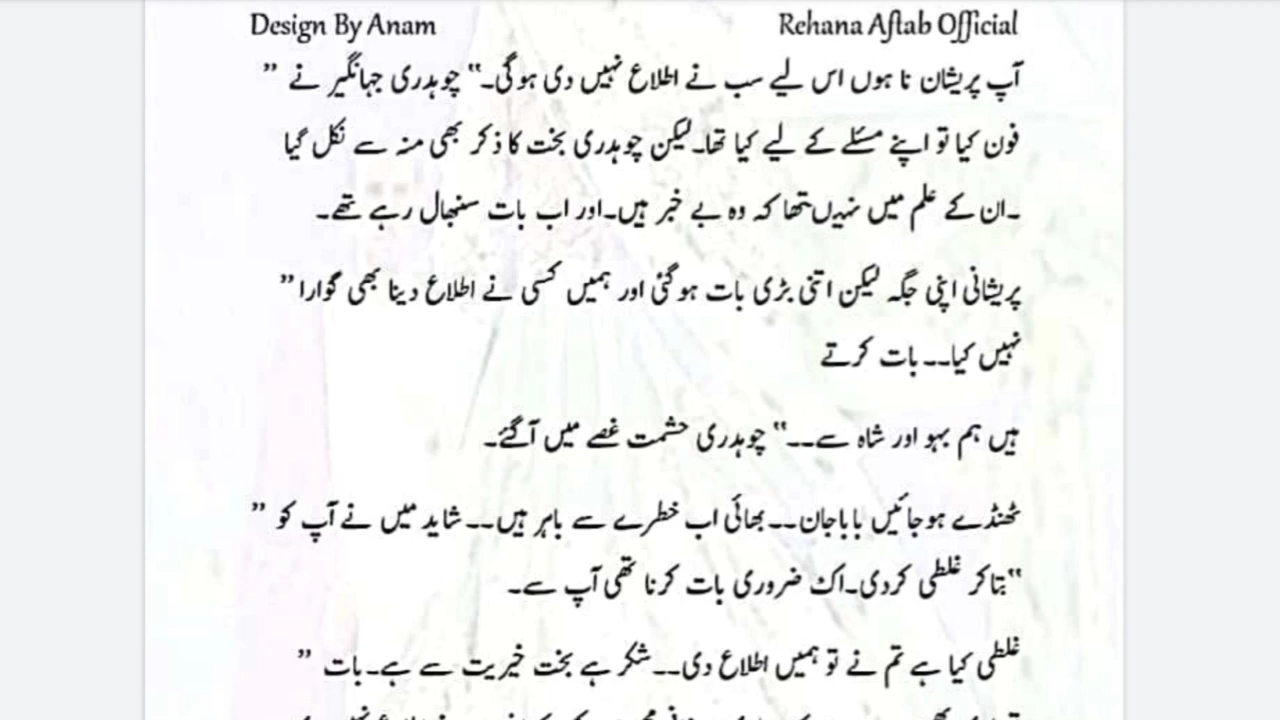 Design By Anam Rehana Aftab Official
آپ پریشان نا ہوں اس لیے سب نے اطلاع نہیں دی ہوگی۔‟ چوہدری جہانگیر نے ”
فون کیا تو اپنے مسئلے کے لیے کیا تھا۔لیکن چوہدری بخت کا ذکر بھی منہ سے نکل گیا
۔ان کے علم میں نہیں تھا کہ وہ بے خبر ہیں۔اور اب بات سنبھال رہے تھے۔
پریشانی اپنی جگہ لیکن اتنی بڑی بات ہوگئی اور ہمیں کسی نے اطلاع دینا بھی گوارا ”
نہیں کیا۔۔ بات کرتے
ہیں ہم بہو اور شاہ سے۔۔‟ چوہدری حشمت غصے میں آگئے۔
ٹھنڈے ہوجائیں باباجان۔۔بھائی اب خطرے سے باہر ہیں۔۔شاید میں نے آپ کو ”
‟بتاکر غلطی کردی۔اک ضروری بات کرنا تھی آپ سے۔
غلطی کیا ہے تم نے تو ہمیں اطلاع دی۔۔شکر ہے بخت خیریت سے ہے۔بات ”